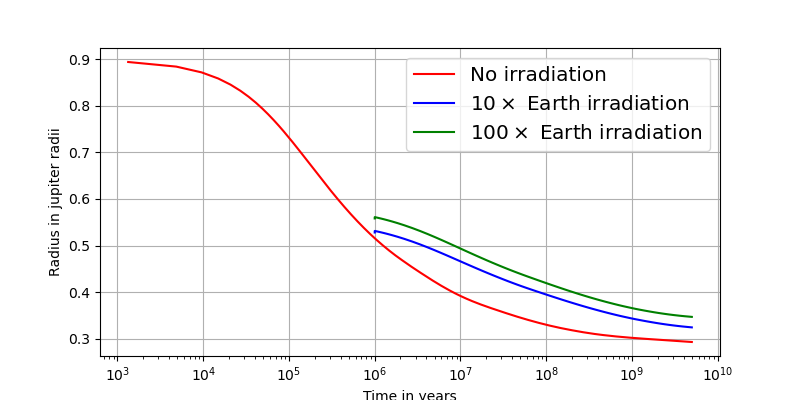 0.9
0.8
0.7
0.6
0.5
0.4
0.3
Radius in jupiter radii
No irradiation
10 × Earth irradiation
100 × Earth irradiation
10³ 10⁴ 10⁵ 10⁶ 10⁷ 10⁸ 10⁹ 10¹⁰
Time in years